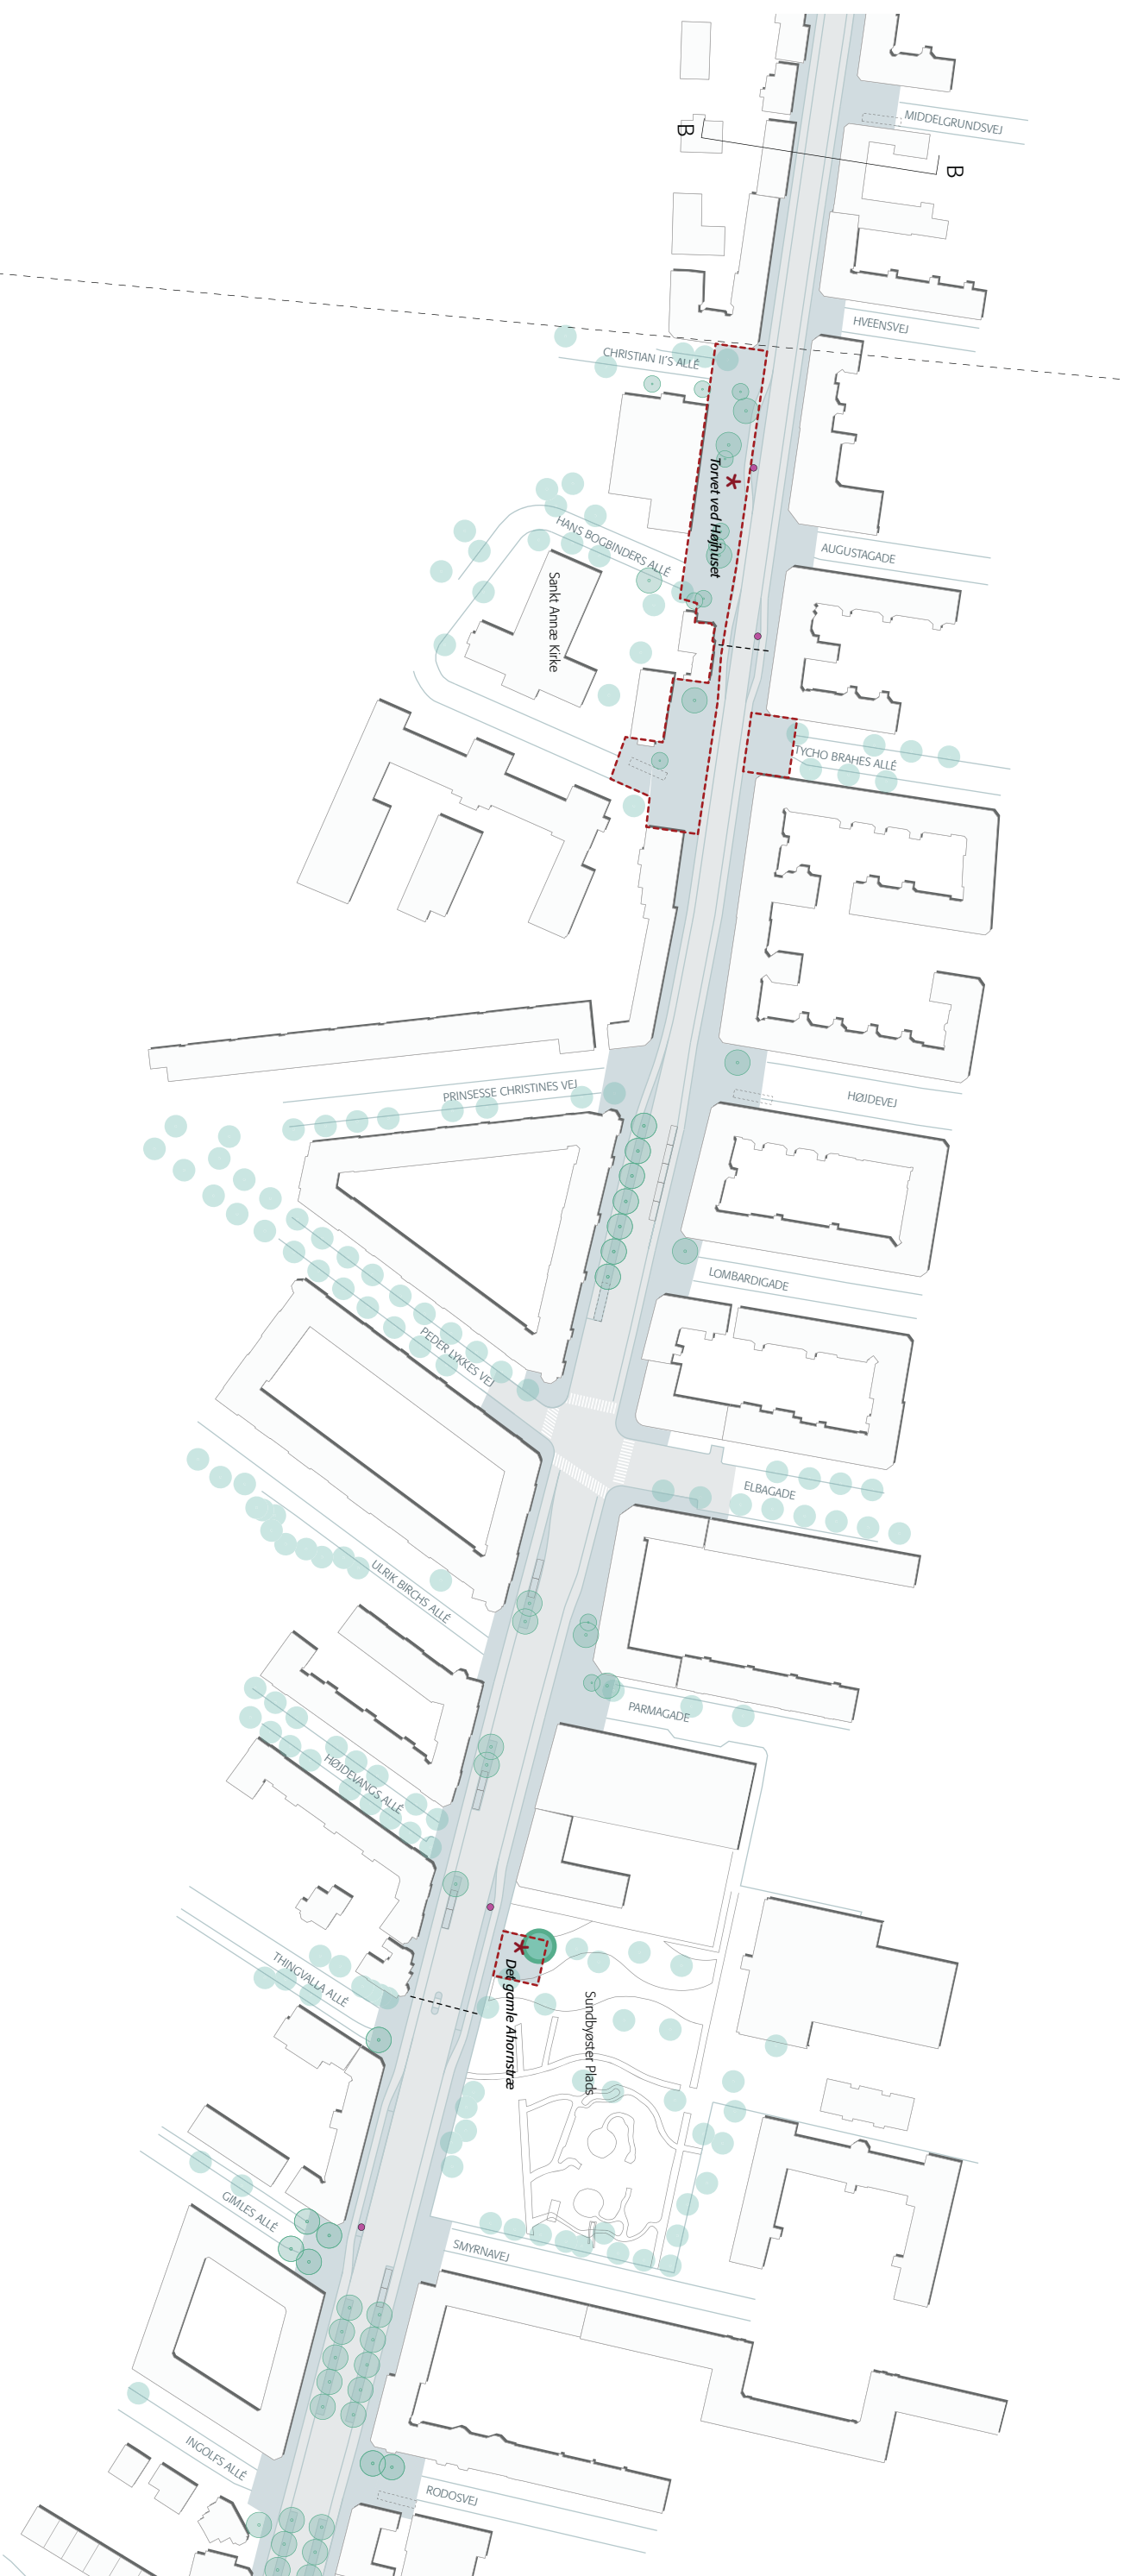 MIDDELGRUNDSVEJ
B
B
HVEENSVEJ
CHRISTIAN II'S ALLÉ
Torvet ved Højhuset
*
HANS BOGBINDERS ALLÉ
AUGUSTAGADE
Sankt Annæ Kirke
TYCHO BRAHES ALLÉ
PRINSESSE CHRISTINES VEJ
HØJDEVEJ
LOMBARDIGADE
PEDER LYKKES VEJ
ELBAGADE
ULRIK BIRCHS ALLÉ
PARMAGADE
HØJDEVANGS ALLÉ
THINGVALLA ALLÉ
*
Det gamle Ahornstræ
Sundbyøster Plads
GIMLES ALLÉ
SMYRNAVEJ
INGOLFS ALLÉ
RODOSVEJ